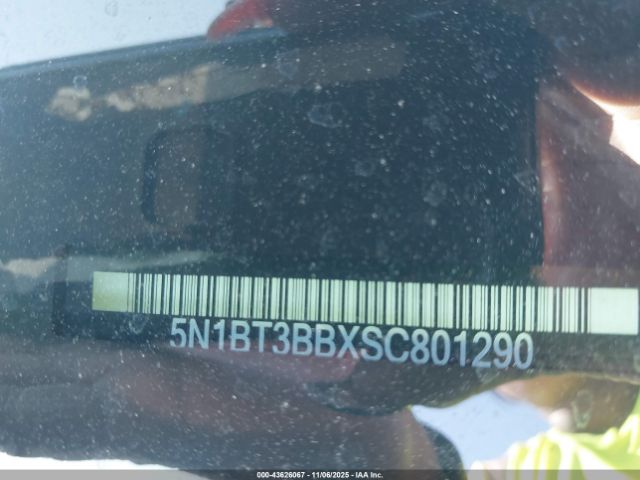 5N1BT3BBXSC801290
000-43626067 - 11/06/2025 - IAA, Inc.